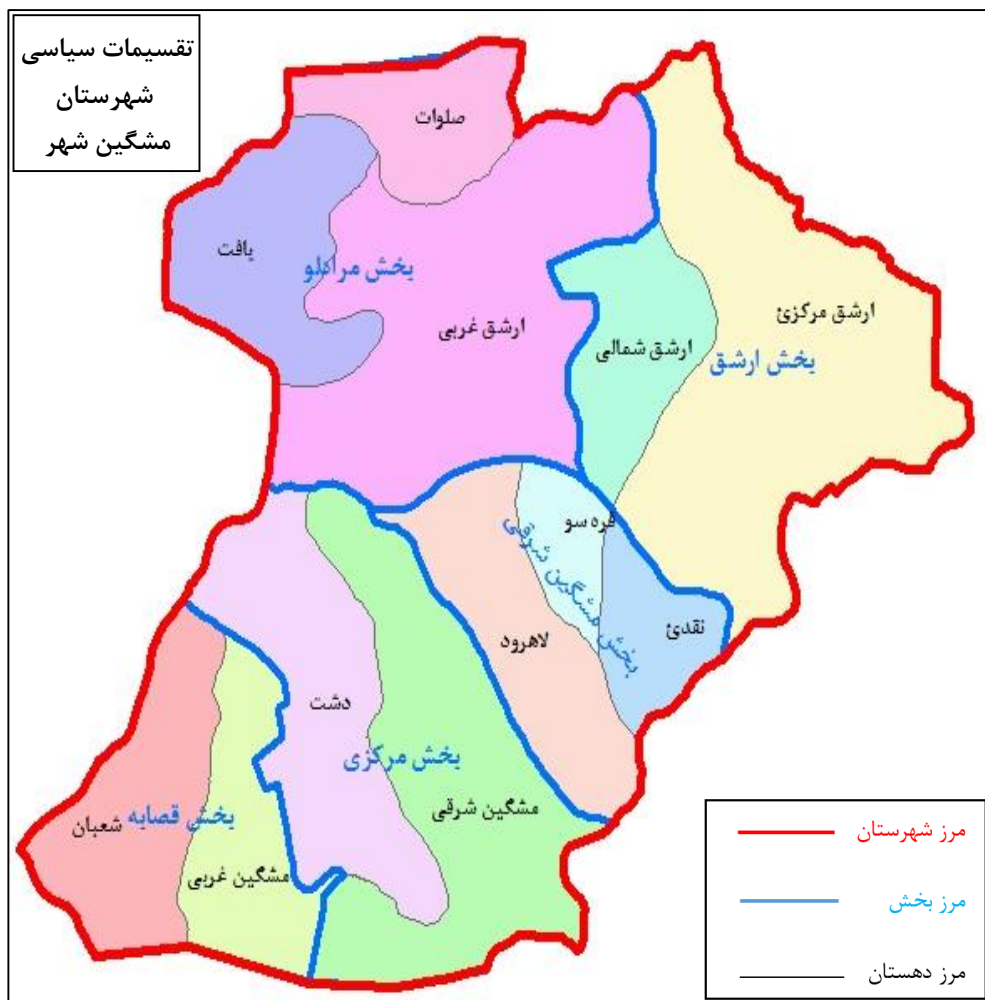 تقسیمات سیاسی
شهرستان
مشگین شهر
صلوات
یافت
بخش مرادلو
ارشق غربی
ارشق مرکزئ
ارشق شمالی
بخش ارشق
قره سو
بخش مشگین شرقی
نقدئ
لاهرود
دشت
بخش مرکزی
مشگین شرقی
بخش قصابه
شعبان
مشگین غربی
مرز شهرستان
مرز بخش
مرز دهستان